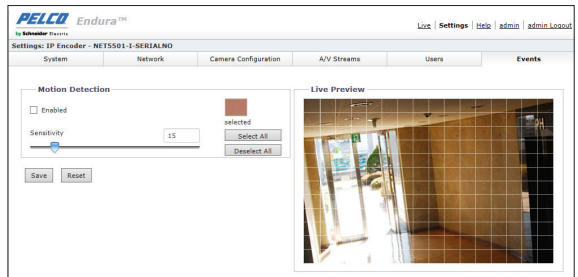 PELCO Endura™
by Schneider Electric
Live | Settings | Help | admin | admin Logout
Settings: IP Encoder - NET5501-I-SERIALNO
System Network Camera Configuration A/V Streams Users Events
Motion Detection
Enabled
selected
Sensitivity 15
Select All
Deselect All
Save Reset
Live Preview
PH